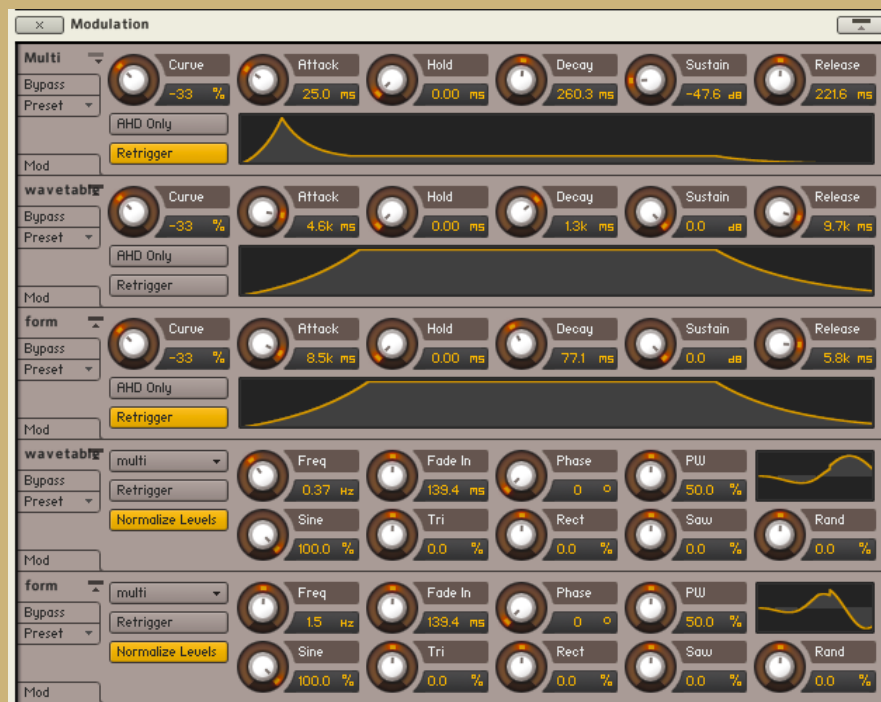 × Modulation
Multi Curve Attack Hold Decay Sustain Release
Bypass -33 % 25.0 ms 0.00 ms 260.3 ms -47.6 dB 221.6 ms
Preset
AHD Only
Retrigger
Mod
wavetable Curve Attack Hold Decay Sustain Release
Bypass -33 % 4.6k ms 0.00 ms 1.3k ms 0.0 dB 9.7k ms
Preset
AHD Only
Retrigger
Mod
form Curve Attack Hold Decay Sustain Release
Bypass -33 % 8.5k ms 0.00 ms 77.1 ms 0.0 dB 5.8k ms
Preset
AHD Only
Retrigger
Mod
wavetable multi Freq Fade In Phase PW
Bypass Retrigger 0.37 Hz 139.4 ms 0 ° 50.0 %
Preset
Normalize Levels Sine Tri Rect Saw Rand
100.0 % 0.0 % 0.0 % 0.0 % 0.0 %
Mod
form multi Freq Fade In Phase PW
Bypass Retrigger 1.5 Hz 139.4 ms 0 ° 50.0 %
Preset
Normalize Levels Sine Tri Rect Saw Rand
100.0 % 0.0 % 0.0 % 0.0 % 0.0 %
Mod